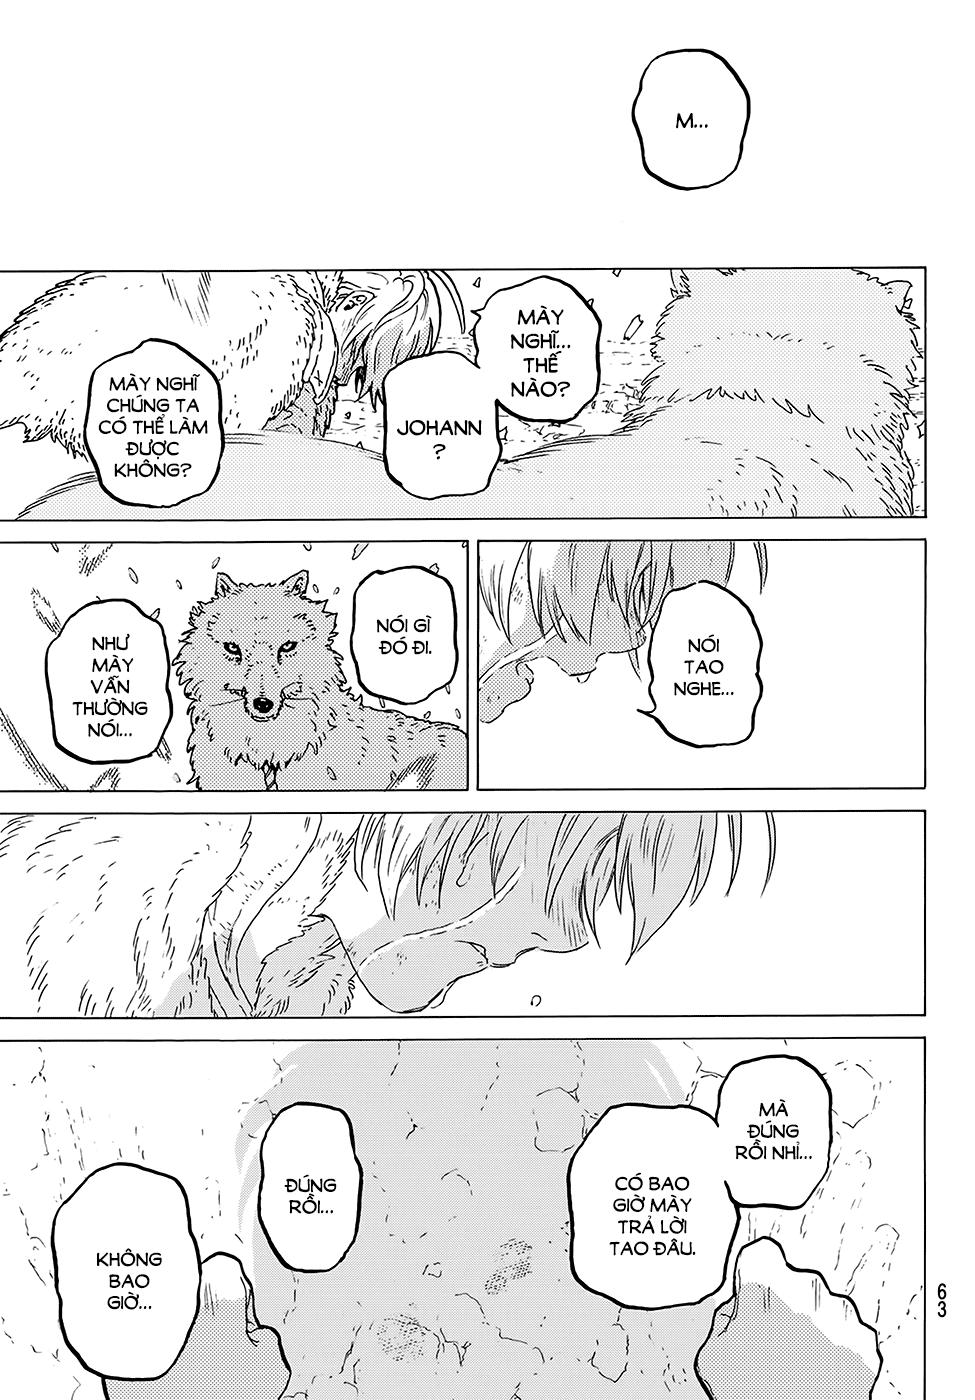 M...
MÀY
NGHĨ...
THẾ
NÀO?
JOHANN
?
MÀY NGHĨ
CHÚNG TA
CÓ THỂ LÀM
ĐƯỢC
KHÔNG?
NÓI
TAO
NGHE...
NÓI GÌ
ĐÓ ĐI.
NHƯ
MÀY
VẪN
THƯỜNG
NÓI...
MÀ
ĐÚNG
RỒI NHỈ...
CÓ BAO
GIỜ MÀY
TRẢ LỜI
TAO ĐÂU.
ĐÚNG
RỒI...
KHÔNG
BAO
GIỜ...
63